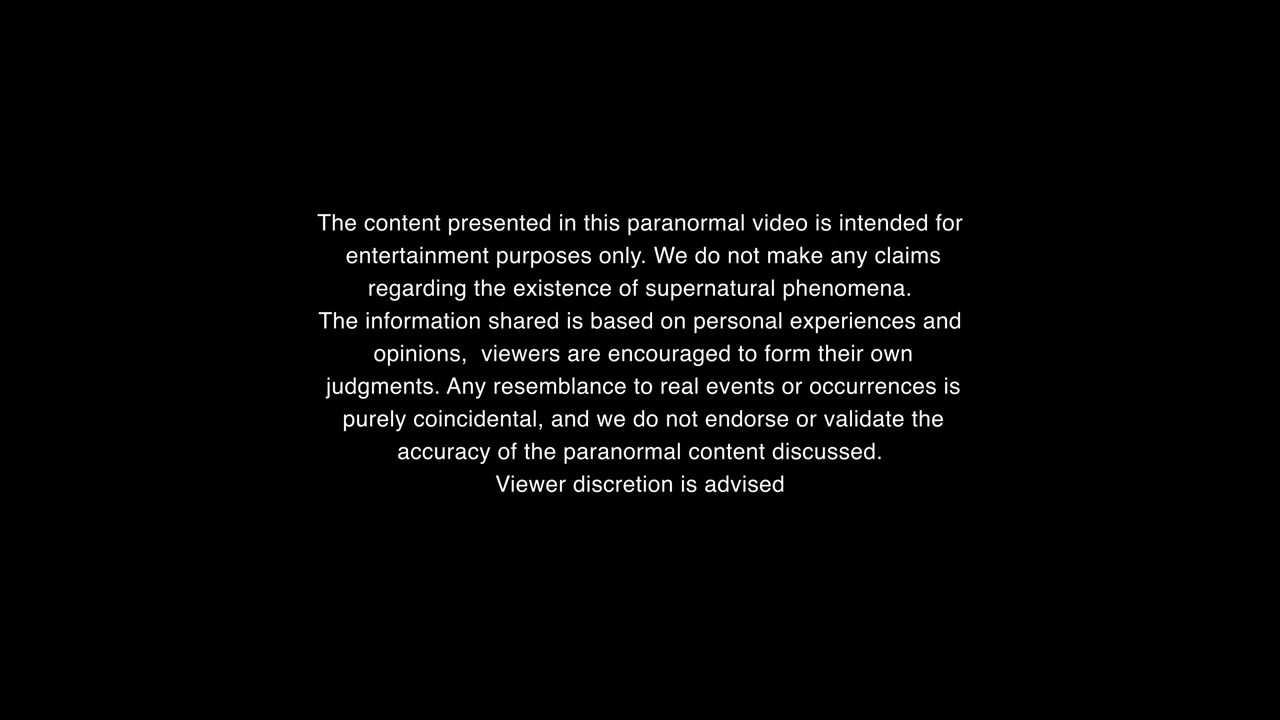 The content presented in this paranormal video is intended for
entertainment purposes only. We do not make any claims
regarding the existence of supernatural phenomena.
The information shared is based on personal experiences and
opinions,  viewers are encouraged to form their own
judgments. Any resemblance to real events or occurrences is
purely coincidental, and we do not endorse or validate the
accuracy of the paranormal content discussed.
Viewer discretion is advised